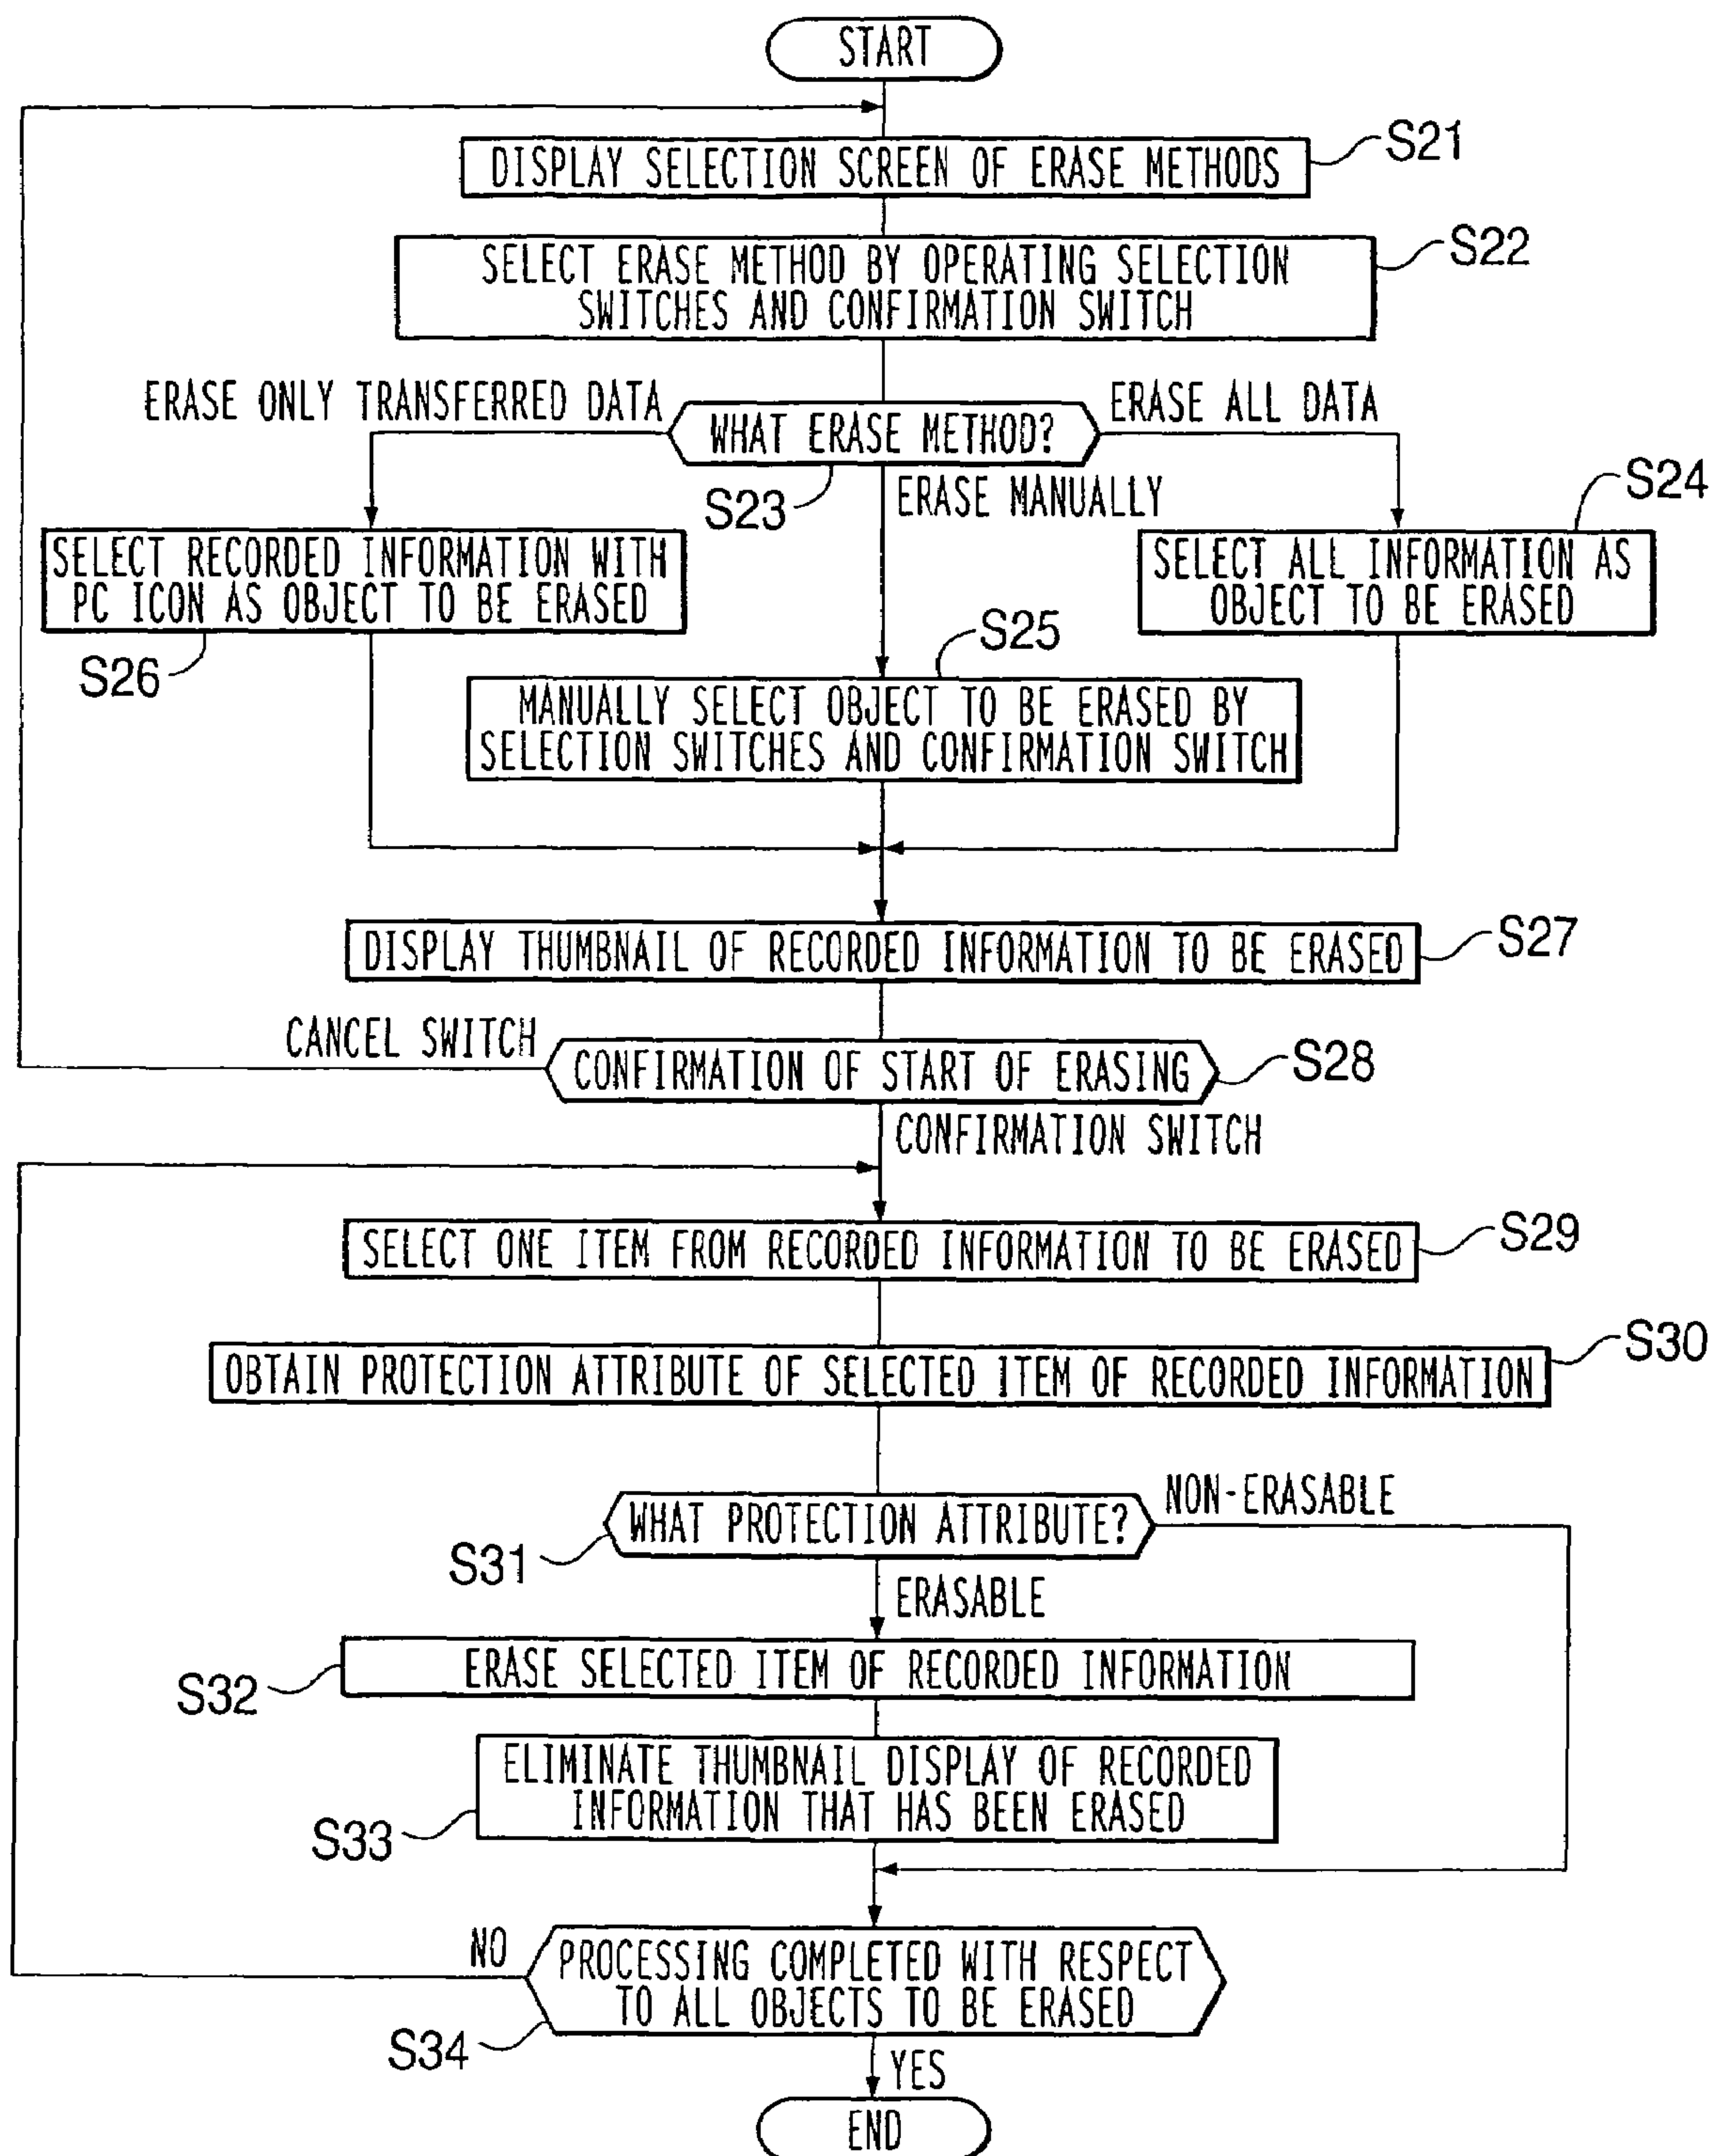 START
DISPLAY SELECTION SCREEN OF ERASE METHODS
S21
SELECT ERASE METHOD BY OPERATING SELECTION
SWITCHES AND CONFIRMATION SWITCH
S22
ERASE ONLY TRANSFERRED DATA
WHAT ERASE METHOD?
ERASE ALL DATA
S23
ERASE MANUALLY
S24
SELECT RECORDED INFORMATION WITH
PC ICON AS OBJECT TO BE ERASED
S26
SELECT ALL INFORMATION AS
OBJECT TO BE ERASED
S25
MANUALLY SELECT OBJECT TO BE ERASED BY
SELECTION SWITCHES AND CONFIRMATION SWITCH
DISPLAY THUMBNAIL OF RECORDED INFORMATION TO BE ERASED
S27
CANCEL SWITCH
CONFIRMATION OF START OF ERASING
S28
CONFIRMATION SWITCH
SELECT ONE ITEM FROM RECORDED INFORMATION TO BE ERASED
S29
OBTAIN PROTECTION ATTRIBUTE OF SELECTED ITEM OF RECORDED INFORMATION
S30
WHAT PROTECTION ATTRIBUTE?
NON-ERASABLE
S31
ERASABLE
ERASE SELECTED ITEM OF RECORDED INFORMATION
S32
ELIMINATE THUMBNAIL DISPLAY OF RECORDED
INFORMATION THAT HAS BEEN ERASED
S33
NO
PROCESSING COMPLETED WITH RESPECT
TO ALL OBJECTS TO BE ERASED
S34
YES
END